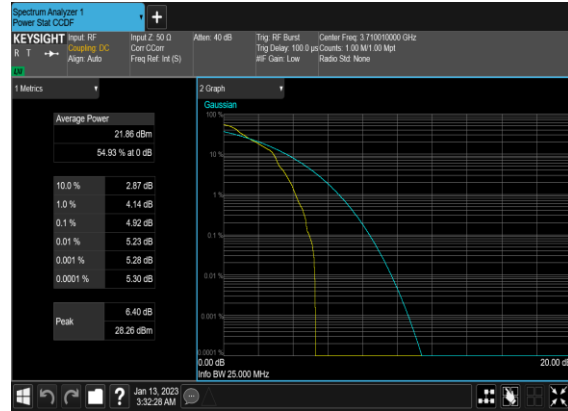 Spectrum Analyzer 1
Power Stat CCDF
KEYSIGHT
R T
LXI
Input: RF
Coupling: DC
Align: Auto
Input Z: 50 Ω
Corr CCorr
Freq Ref: Int (S)
Atten: 40 dB
Trig: RF Burst
Trig Delay: 100.0 µs
#IF Gain: Low
Center Freq: 3.710010000 GHz
Counts: 1.00 M/1.00 Mpt
Radio Std: None
1 Metrics
Average Power
21.86 dBm
54.93 % at 0 dB
10.0 % 2.87 dB
1.0 % 4.14 dB
0.1 % 4.92 dB
0.01 % 5.23 dB
0.001 % 5.28 dB
0.0001 % 5.30 dB
Peak
6.40 dB
28.26 dBm
2 Graph
Gaussian
100 %
10 %
1 %
0.1 %
0.01 %
0.001 %
0.0001 %
0.00 dB
20.00 dB
Info BW 25.000 MHz
?
Jan 13, 2023
3:32:28 AM